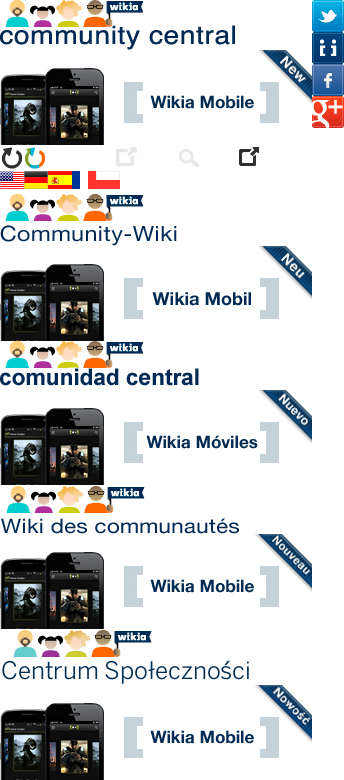 wikia
community central
New
Wikia Mobile
g+
wikia
Community-Wiki
Neu
Wikia Mobil
wikia
comunidad central
Nuevo
Wikia Móviles
wikia
Wiki des communautés
Nouveau
Wikia Mobile
wikia
Centrum Społeczności
Nowość
Wikia Mobile